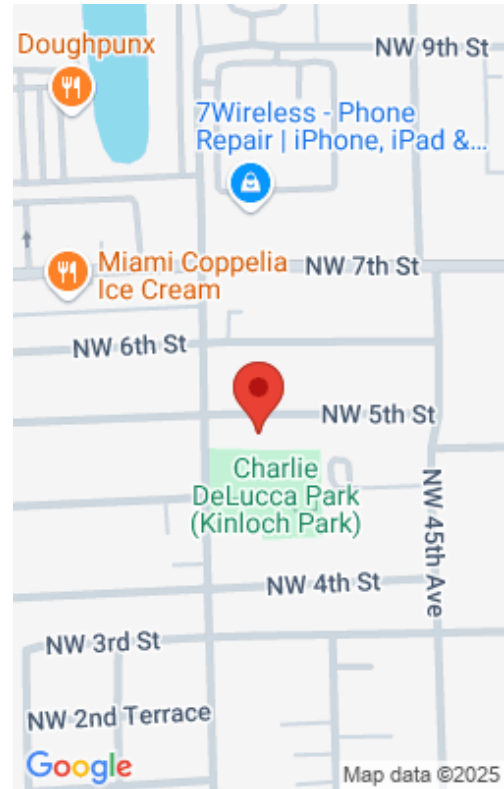 Doughpunx
NW 9th St
7Wireless - Phone
Repair | iPhone, iPad &...
NW 7th St
Miami Coppelia
Ice Cream
NW 6th St
NW 5th St
Charlie
DeLucca Park
(Kinloch Park)
NW 45th Ave
NW 4th St
NW 3rd St
NW 2nd Terrace
Google
Map data ©2025